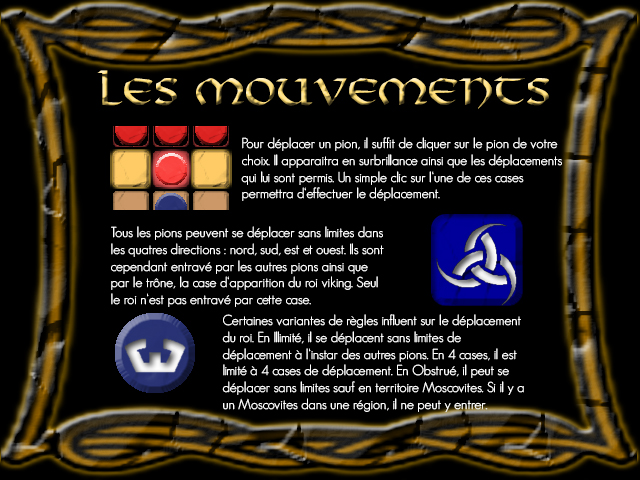 Les mouvements
Pour déplacer un pion, il suffit de cliquer sur le pion de votre
choix. Il apparaitra en surbrillance ainsi que les déplacements
qui lui sont permis. Un simple clic sur l'une de ces cases
permettra d'effectuer le déplacement.
Tous les pions peuvent se déplacer sans limites dans
les quatres directions : nord, sud, est et ouest. Ils sont
cependant entravé par les autres pions ainsi que
par le trône, la case d'apparition du roi viking. Seul
le roi n'est pas entravé par cette case.
Certaines variantes de règles influent sur le déplacement
du roi. En Illimité, il se déplacent sans limites de
déplacement à l'instar des autres pions. En 4 cases, il est
limité à 4 cases de déplacement. En Obstrué, il peut se
déplacer sans limites sauf en territoire Moscovites. Si il y a
un Moscovites dans une région, il ne peut y entrer.